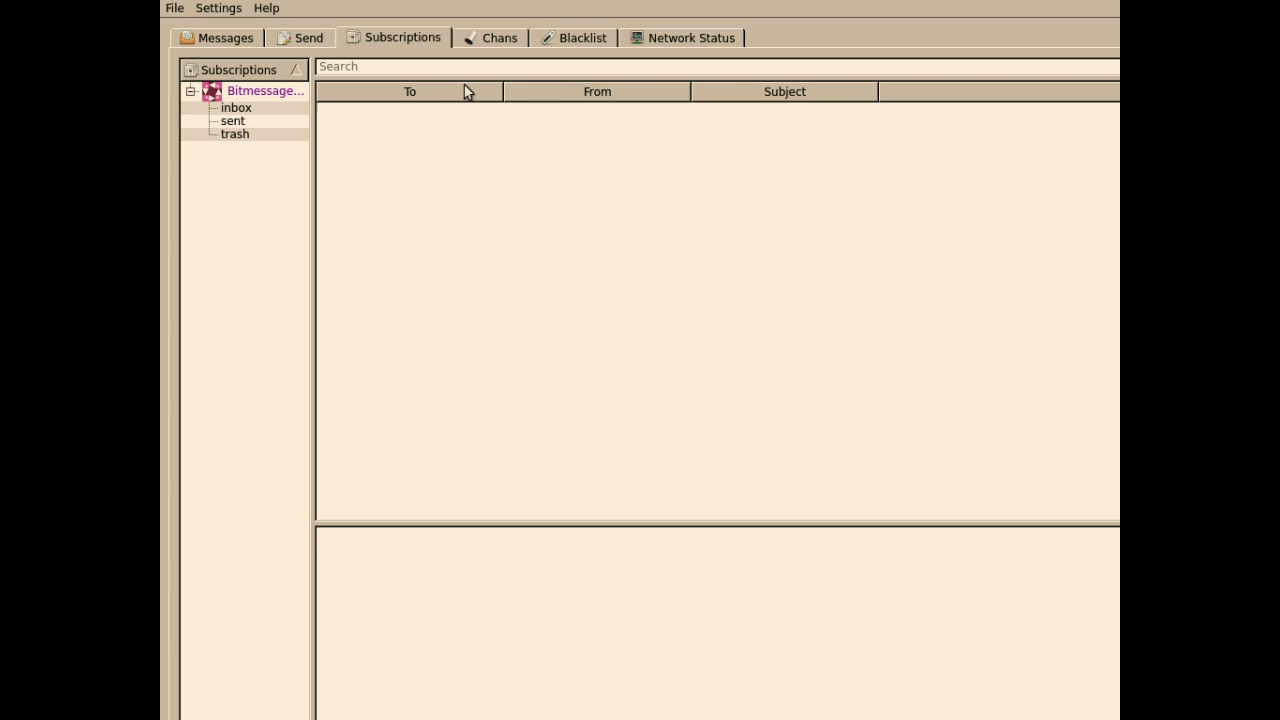 File Settings Help
Messages Send Subscriptions Chans Blacklist Network Status
Subscriptions
Search
Bitmessage...
To From Subject
inbox
sent
trash